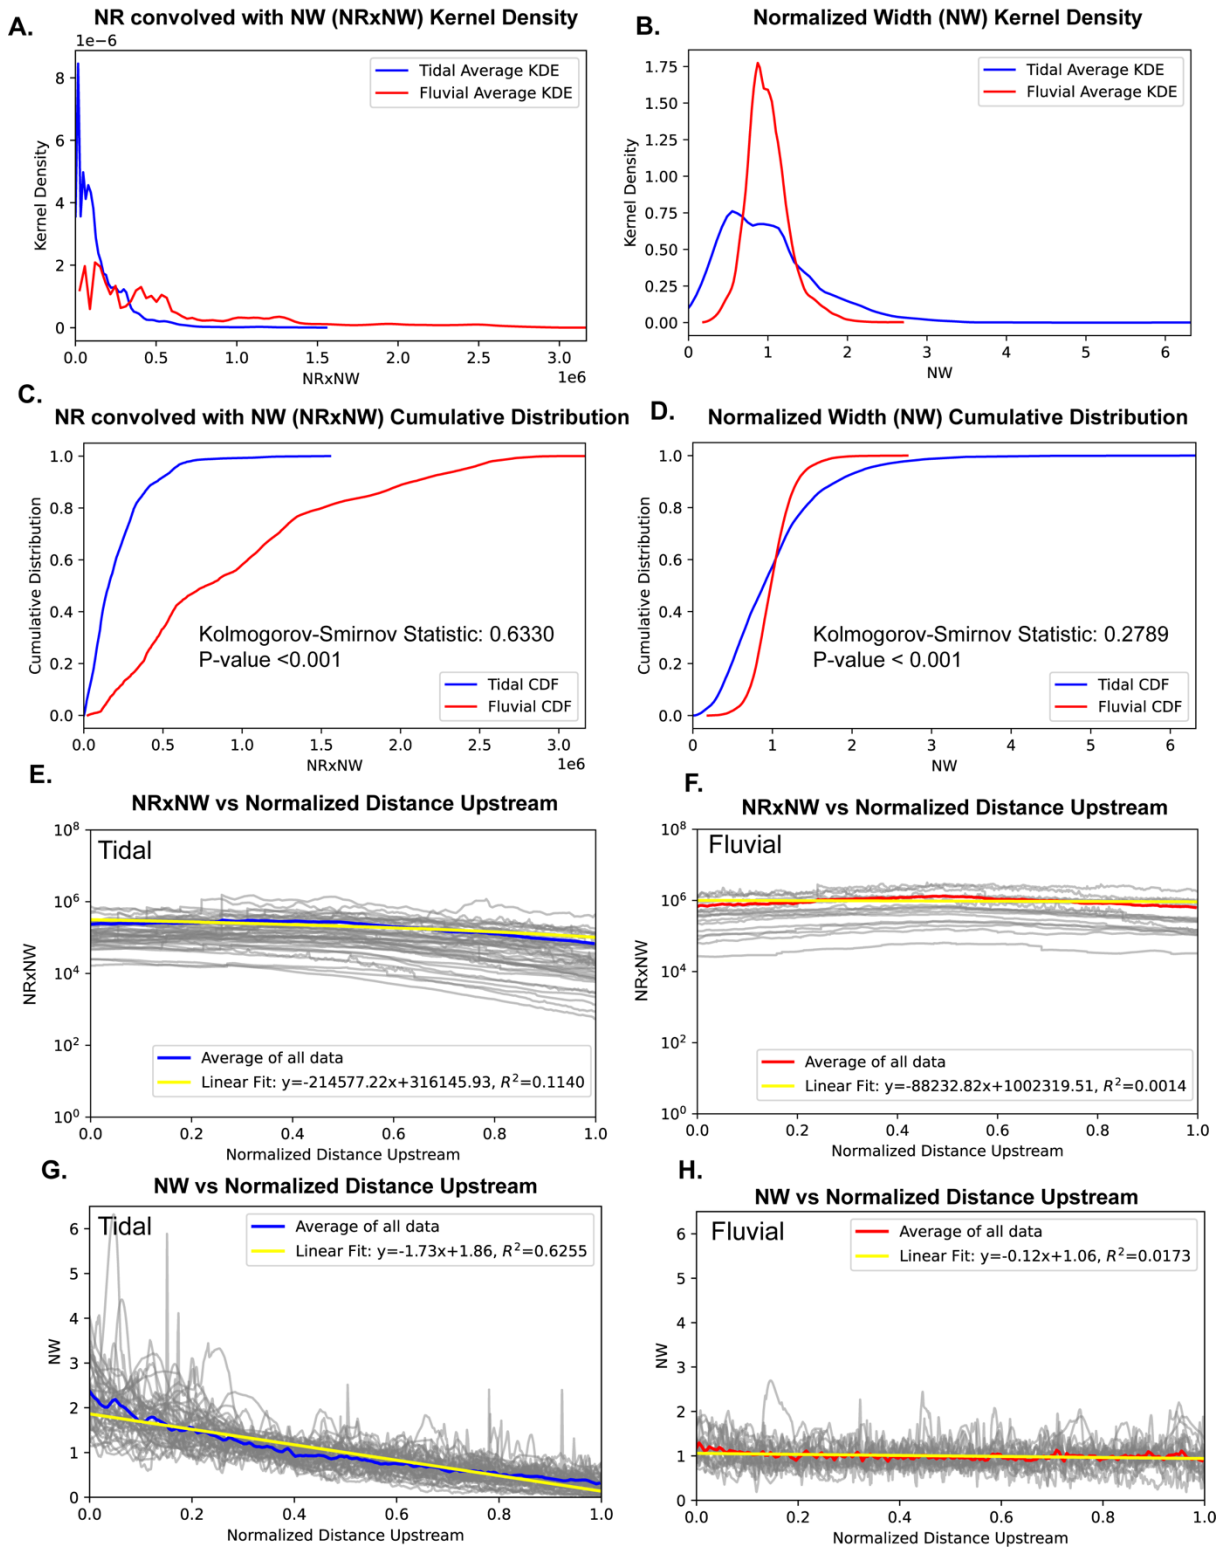 A.
NR convolved with NW (NRxNW) Kernel Density
1e−6
Tidal Average KDE
Fluvial Average KDE
8
6
4
2
0
Kernel Density
0.0 0.5 1.0 1.5 2.0 2.5 3.0
NRxNW
1e6
B.
Normalized Width (NW) Kernel Density
Tidal Average KDE
Fluvial Average KDE
1.75
1.50
1.25
1.00
0.75
0.50
0.25
0.00
Kernel Density
0 1 2 3 4 5 6
NW
C.
NR convolved with NW (NRxNW) Cumulative Distribution
1.0
0.8
0.6
0.4
0.2
0.0
Cumulative Distribution
Kolmogorov-Smirnov Statistic: 0.6330
P-value <0.001
Tidal CDF
Fluvial CDF
0.0 0.5 1.0 1.5 2.0 2.5 3.0
NRxNW
1e6
D.
Normalized Width (NW) Cumulative Distribution
1.0
0.8
0.6
0.4
0.2
0.0
Cumulative Distribution
Kolmogorov-Smirnov Statistic: 0.2789
P-value < 0.001
Tidal CDF
Fluvial CDF
0 1 2 3 4 5 6
NW
E.
NRxNW vs Normalized Distance Upstream
Tidal
10^8
10^6
10^4
10^2
10^0
NRxNW
Average of all data
Linear Fit: y=-214577.22x+316145.93, R^2=0.1140
0.0 0.2 0.4 0.6 0.8 1.0
Normalized Distance Upstream
F.
NRxNW vs Normalized Distance Upstream
Fluvial
10^8
10^6
10^4
10^2
10^0
NRxNW
Average of all data
Linear Fit: y=-88232.82x+1002319.51, R^2=0.0014
0.0 0.2 0.4 0.6 0.8 1.0
Normalized Distance Upstream
G.
NW vs Normalized Distance Upstream
Tidal
Average of all data
Linear Fit: y=-1.73x+1.86, R^2=0.6255
6
5
4
3
2
1
0
NW
0.0 0.2 0.4 0.6 0.8 1.0
Normalized Distance Upstream
H.
NW vs Normalized Distance Upstream
Fluvial
Average of all data
Linear Fit: y=-0.12x+1.06, R^2=0.0173
6
5
4
3
2
1
0
NW
0.0 0.2 0.4 0.6 0.8 1.0
Normalized Distance Upstream